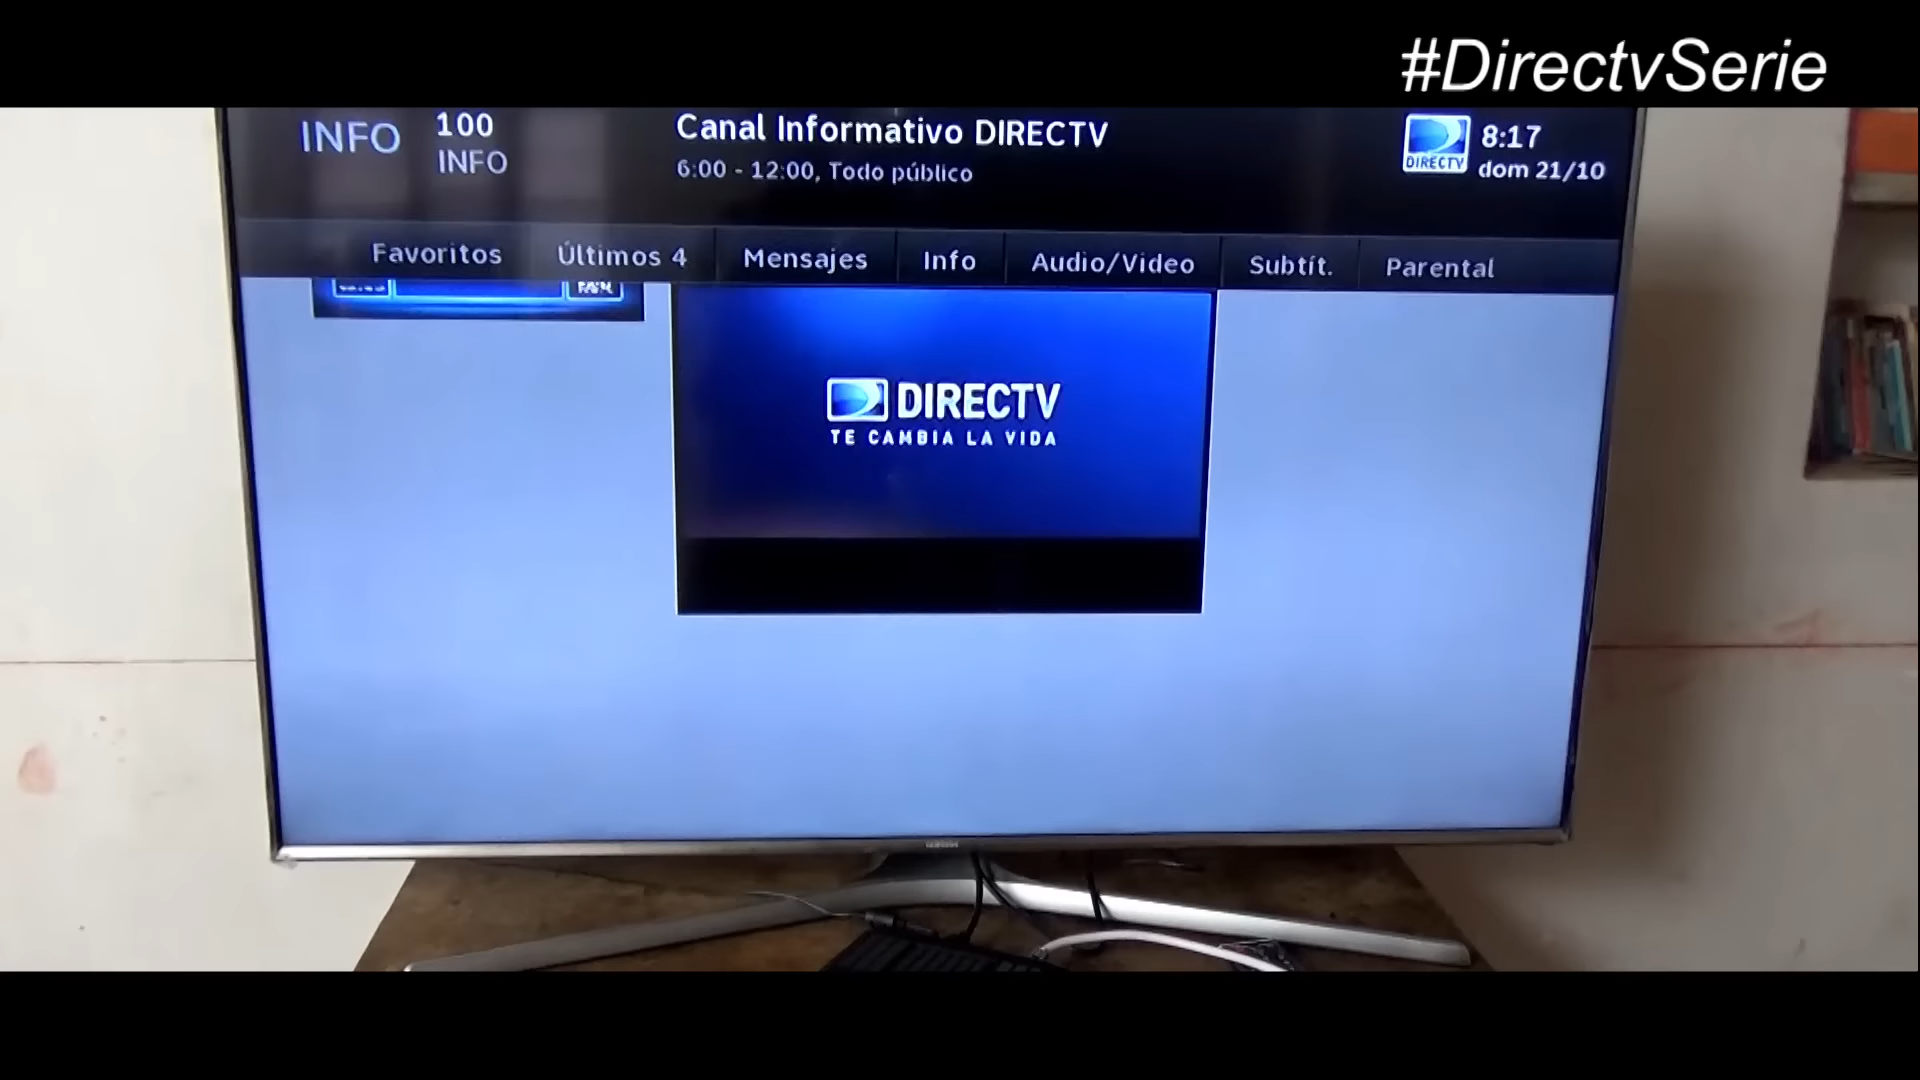 #DirectvSerie
INFO
100
INFO
Canal Informativo DIRECTV
6:00 - 12:00, Todo público
DIRECTV
8:17
dom 21/10
Favoritos
Últimos 4
Mensajes
Info
Audio/Video
Subtít.
Parental
DIRECTV
TE CAMBIA LA VIDA